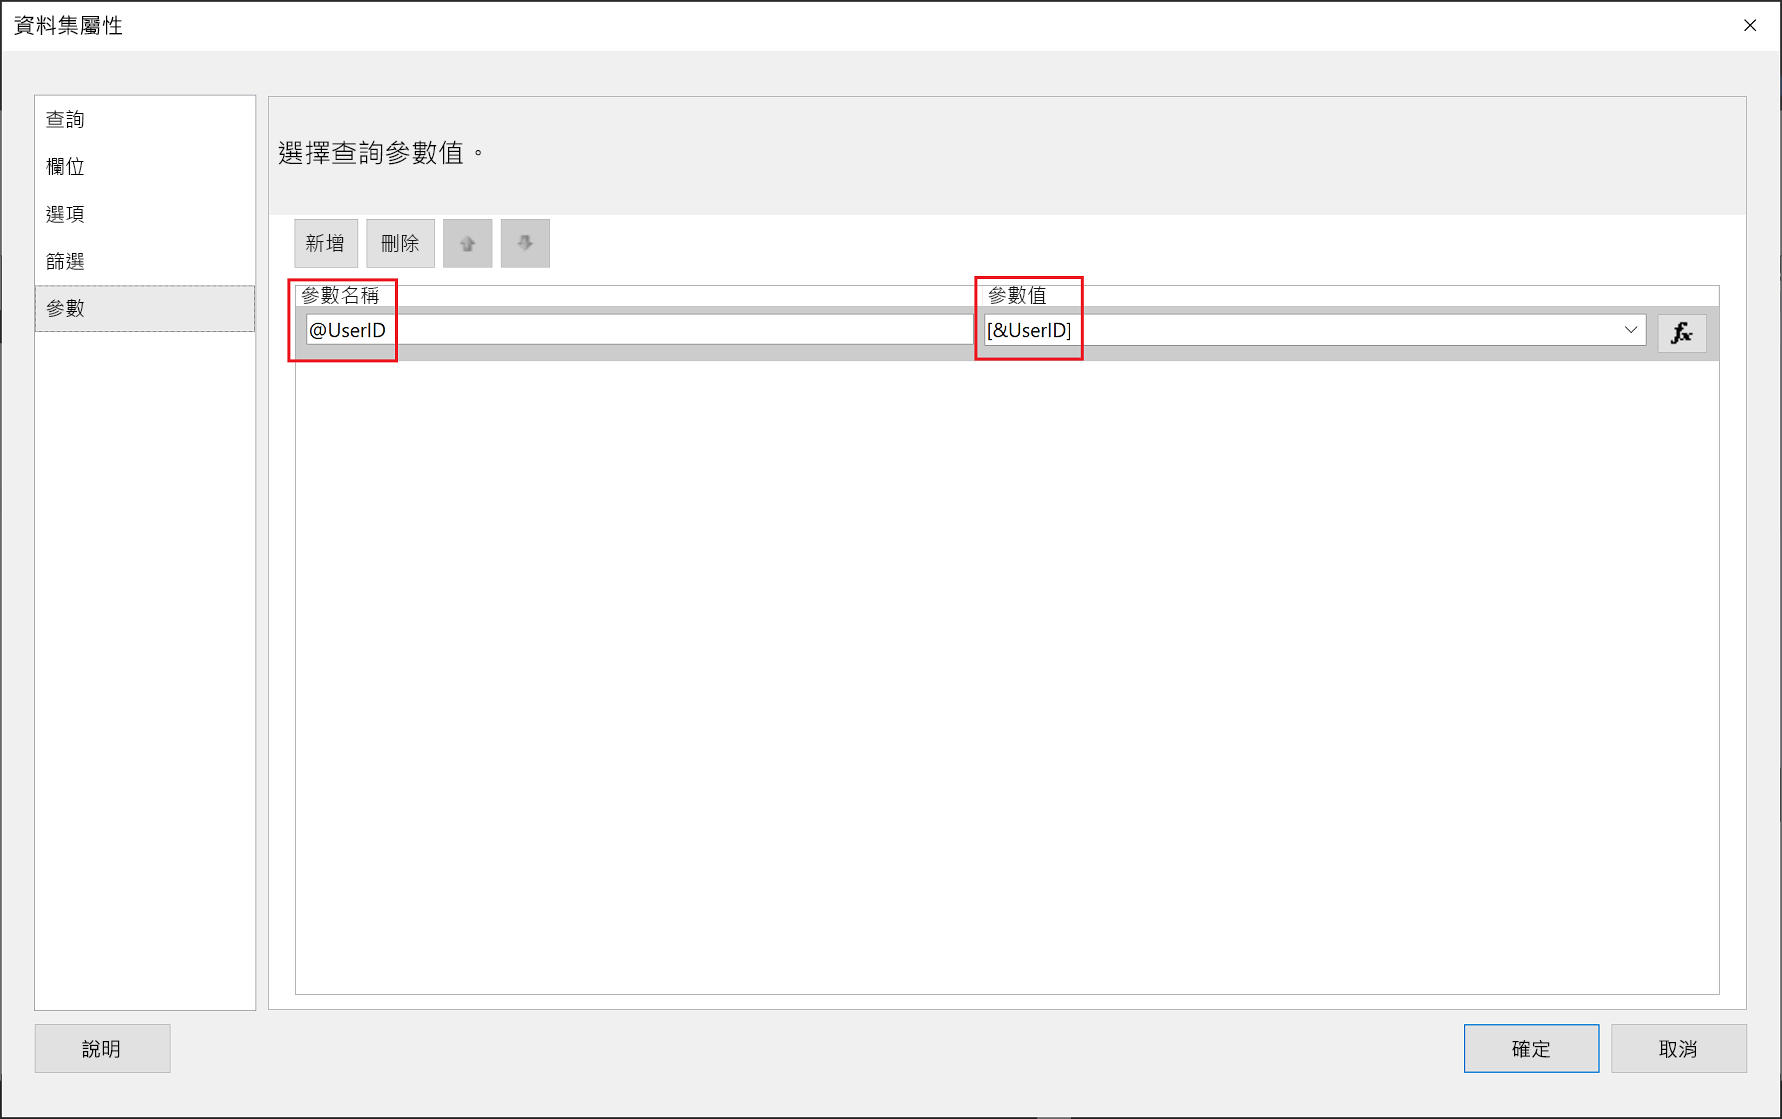 資料集屬性
查詢
欄位
選項
篩選
參數
選擇查詢參數值。
新增 刪除
參數名稱 參數值
@UserID [&UserID] fx
說明 確定 取消